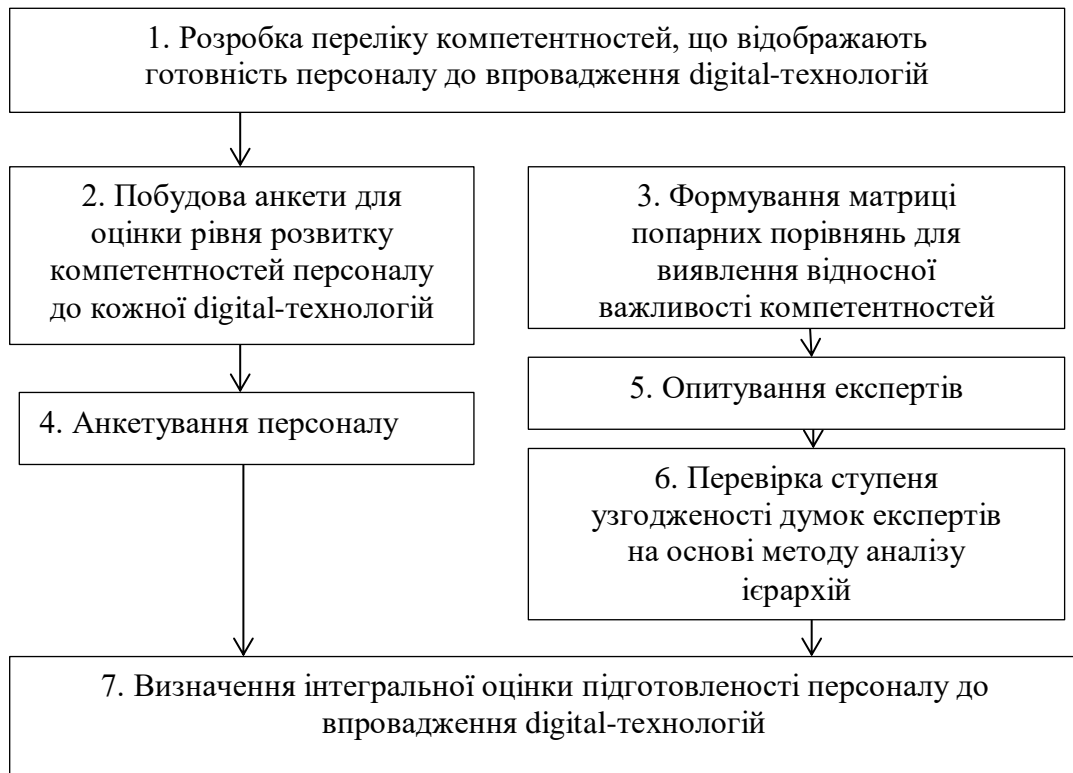 1. Розробка переліку компетентностей, що відображають
готовність персоналу до впровадження digital-технологій
2. Побудова анкети для
оцінки рівня розвитку
компетентностей персоналу
до кожної digital-технологій
3. Формування матриці
попарних порівнянь для
виявлення відносної
важливості компетентностей
4. Анкетування персоналу
5. Опитування експертів
6. Перевірка ступеня
узгодженості думок експертів
на основі методу аналізу
ієрархій
7. Визначення інтегральної оцінки підготовленості персоналу до
впровадження digital-технологій